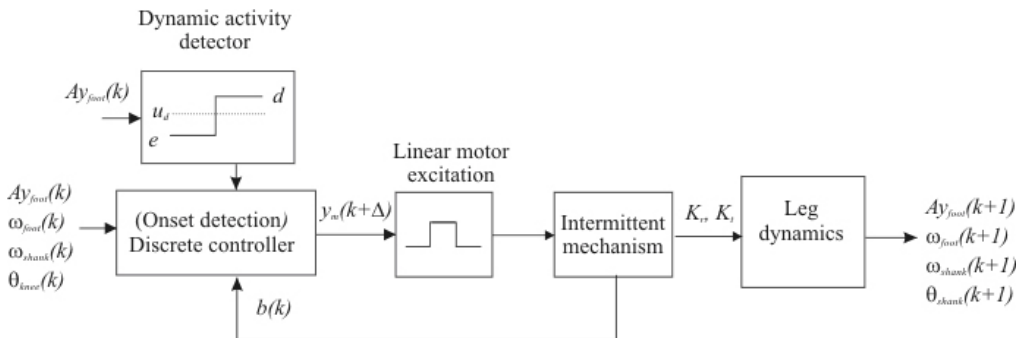 Dynamic activity
detector
Ay_foot(k)
u_d
d
e
Ay_foot(k)
ω_foot(k)
ω_shank(k)
θ_knee(k)
(Onset detection)
Discrete controller
y_m(k+Δ)
b(k)
Linear motor
excitation
Intermittent
mechanism
K_r, K_t
Leg
dynamics
Ay_foot(k+1)
ω_foot(k+1)
ω_shank(k+1)
θ_shank(k+1)